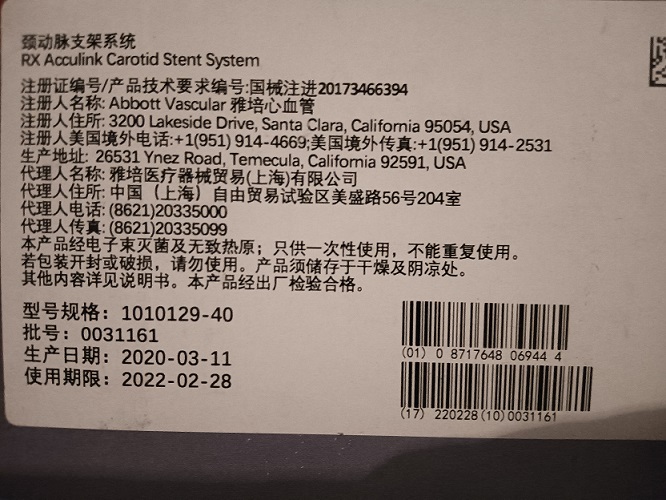 颈动脉支架系统
RX Acculink Carotid Stent System
注册证编号/产品技术要求编号:国械注进20173466394
注册人名称: Abbott Vascular 雅培心血管
注册人住所: 3200 Lakeside Drive, Santa Clara, California 95054, USA
注册人美国境外电话:+1(951) 914-4669;美国境外传真:+1(951) 914-2531
生产地址: 26531 Ynez Road, Temecula, California 92591, USA
代理人名称: 雅培医疗器械贸易(上海)有限公司
代理人住所: 中国（上海）自由贸易试验区美盛路56号204室
代理人电话: (8621)20335000
代理人传真: (8621)20335099
本产品经电子束灭菌及无致热原；只供一次性使用，不能重复使用。
若包装开封或破损，请勿使用。产品须储存于干燥及阴凉处。
其他内容详见说明书。本产品经出厂检验合格。
型号规格：1010129-40
批号：0031161
生产日期：2020-03-11
使用期限：2022-02-28
(01) 0 8717648 06944 4
(17) 220228 (10) 0031161